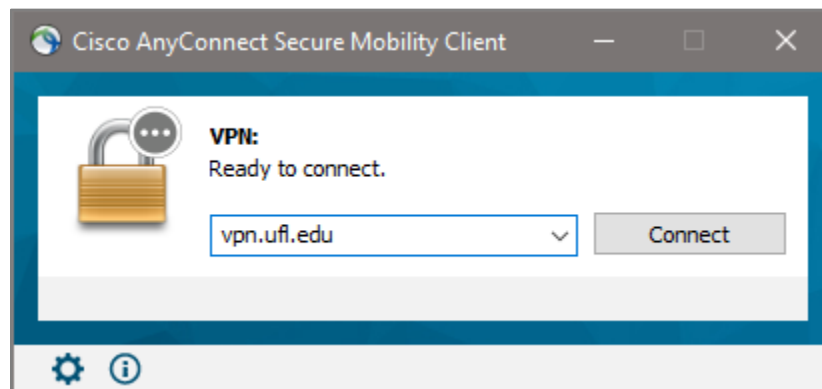 Cisco AnyConnect Secure Mobility Client
VPN:
Ready to connect.
vpn.ufl.edu
Connect